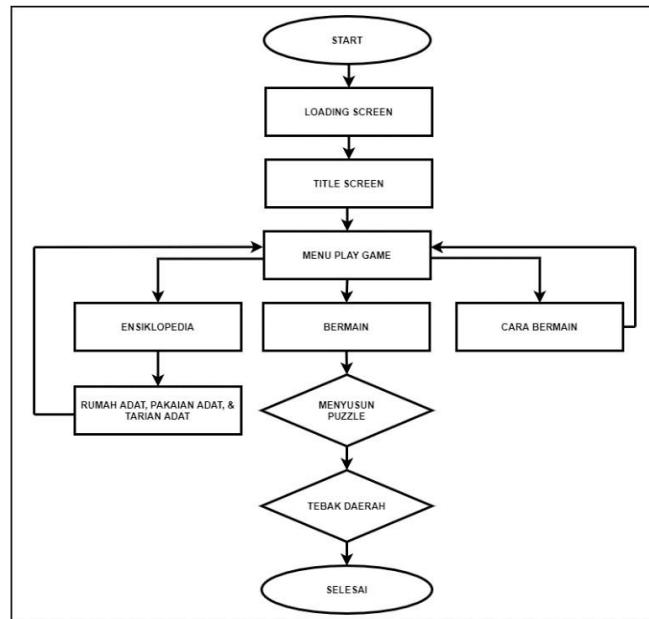 START
LOADING SCREEN
TITLE SCREEN
MENU PLAY GAME
ENSIKLOPEDIA
BERMAIN
CARA BERMAIN
RUMAH ADAT, PAKAIAN ADAT, &
TARIAN ADAT
MENYUSUN
PUZZLE
TEBAK DAERAH
SELESAI